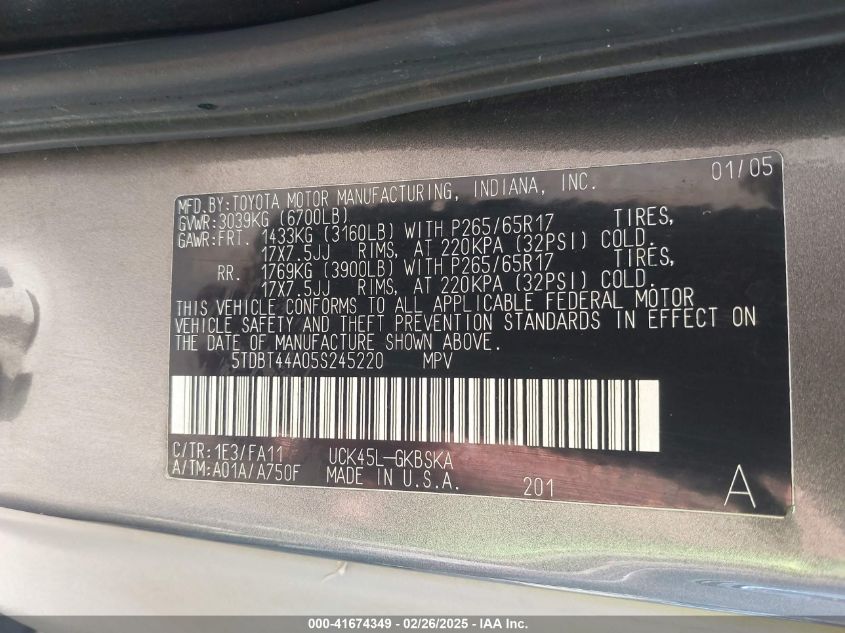 MFD.BY:TOYOTA MOTOR MANUFACTURING, INDIANA, INC. 01/05
GVWR:3039KG (6700LB)
GAWR:FRT. 1433KG (3160LB) WITH P265/65R17 TIRES,
17X7.5JJ RIMS, AT 220KPA (32PSI) COLD.
RR. 1769KG (3900LB) WITH P265/65R17 TIRES,
17X7.5JJ RIMS, AT 220KPA (32PSI) COLD.
THIS VEHICLE CONFORMS TO ALL APPLICABLE FEDERAL MOTOR
VEHICLE SAFETY AND THEFT PREVENTION STANDARDS IN EFFECT ON
THE DATE OF MANUFACTURE SHOWN ABOVE.
5TDBT44A05S245220 MPV
C/TR:1E3/FA11 UCK45L-GKBSKA
A/TM:A01A/A750F MADE IN U.S.A. 201 A
000-41674349 - 02/26/2025 - IAA Inc.